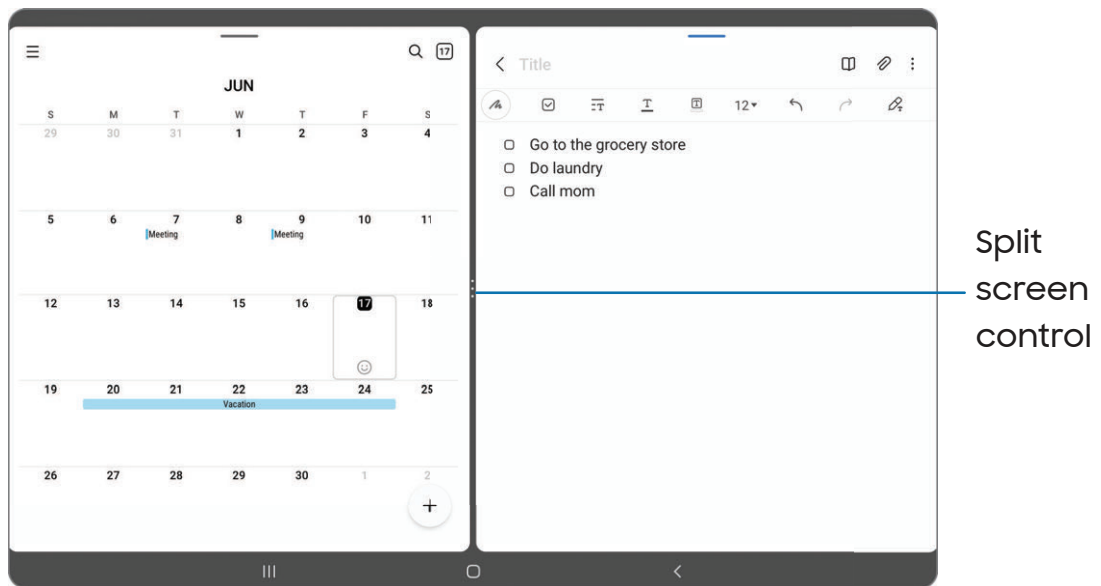 17
JUN
S M T W T F S
29 30 31 1 2 3 4
5 6 7 8 9 10 11
Meeting Meeting
12 13 14 15 16 17 18
19 20 21 22 23 24 25
Vacation
26 27 28 29 30 1 2
Title
12
Go to the grocery store
Do laundry
Call mom
Split
screen
control